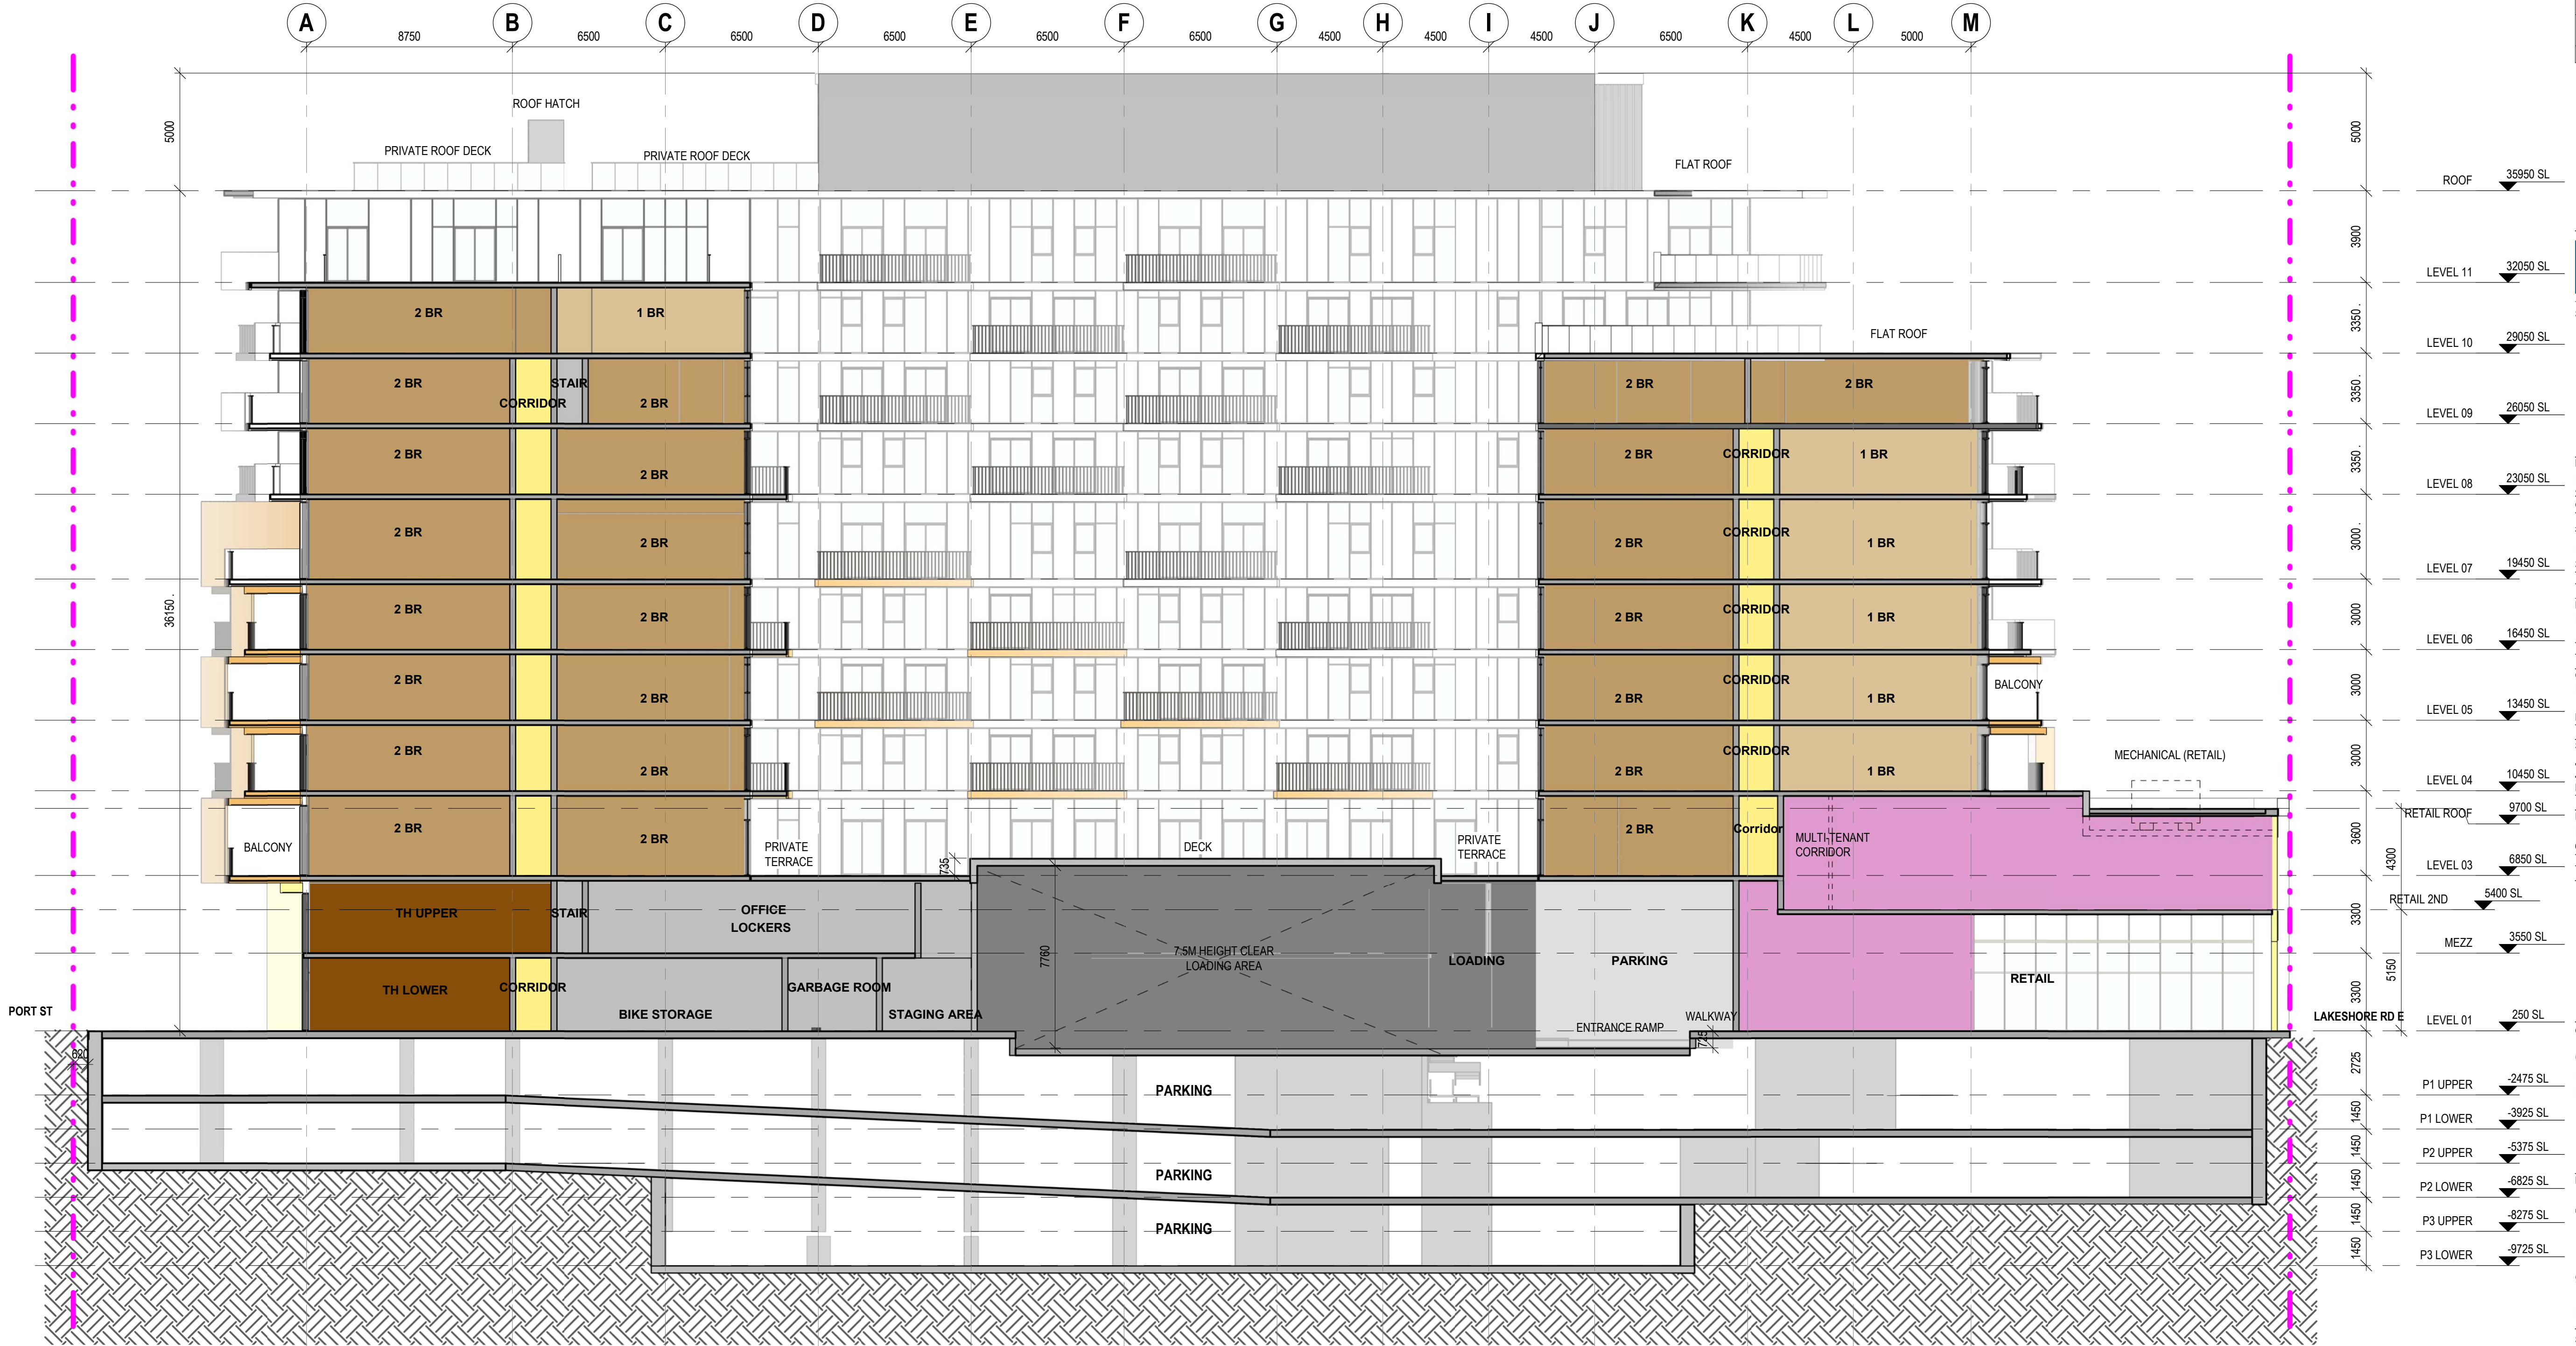 A B C D E F G H I J K L M
8750 6500 6500 6500 6500 6500 4500 4500 4500 6500 4500 5000
ROOF HATCH
5000 PRIVATE ROOF DECK PRIVATE ROOF DECK FLAT ROOF 5000
ROOF 35950 SL
3900
LEVEL 11 32050 SL
2 BR 1 BR 3350 .
FLAT ROOF
LEVEL 10 29050 SL
2 BR STAIR 2 BR 2 BR 3350 .
CORRIDOR 2 BR
LEVEL 09 26050 SL
2 BR 2 BR CORRIDOR 1 BR 3350 .
2 BR
LEVEL 08 23050 SL
2 BR CORRIDOR 3000 .
2 BR 2 BR 1 BR
LEVEL 07 19450 SL
36150 .
2 BR CORRIDOR 3000
2 BR 2 BR 1 BR
LEVEL 06 16450 SL
2 BR CORRIDOR BALCONY 3000
2 BR 2 BR 1 BR
LEVEL 05 13450 SL
2 BR CORRIDOR MECHANICAL (RETAIL) 3000
2 BR 2 BR 1 BR
LEVEL 04 10450 SL
RETAIL ROOF 9700 SL
2 BR 2 BR Corridor 3600
BALCONY 2 BR PRIVATE DECK PRIVATE MULTI-TENANT
TERRACE TERRACE CORRIDOR
735 4300
LEVEL 03 6850 SL
RETAIL 2ND 5400 SL
TH UPPER STAIR OFFICE 3300
LOCKERS
MEZZ 3550 SL
7760 7.5M HEIGHT CLEAR LOADING PARKING
LOADING AREA
RETAIL 5150
TH LOWER CORRIDOR GARBAGE ROOM 3300
PORT ST BIKE STORAGE STAGING AREA WALKWAY LAKESHORE RD E
ENTRANCE RAMP
LEVEL 01 250 SL
725
620 2725
PARKING
P1 UPPER -2475 SL
1450
P1 LOWER -3925 SL
1450
P2 UPPER -5375 SL
PARKING
1450
P2 LOWER -6825 SL
1450
P3 UPPER -8275 SL
PARKING
1450
P3 LOWER -9725 SL